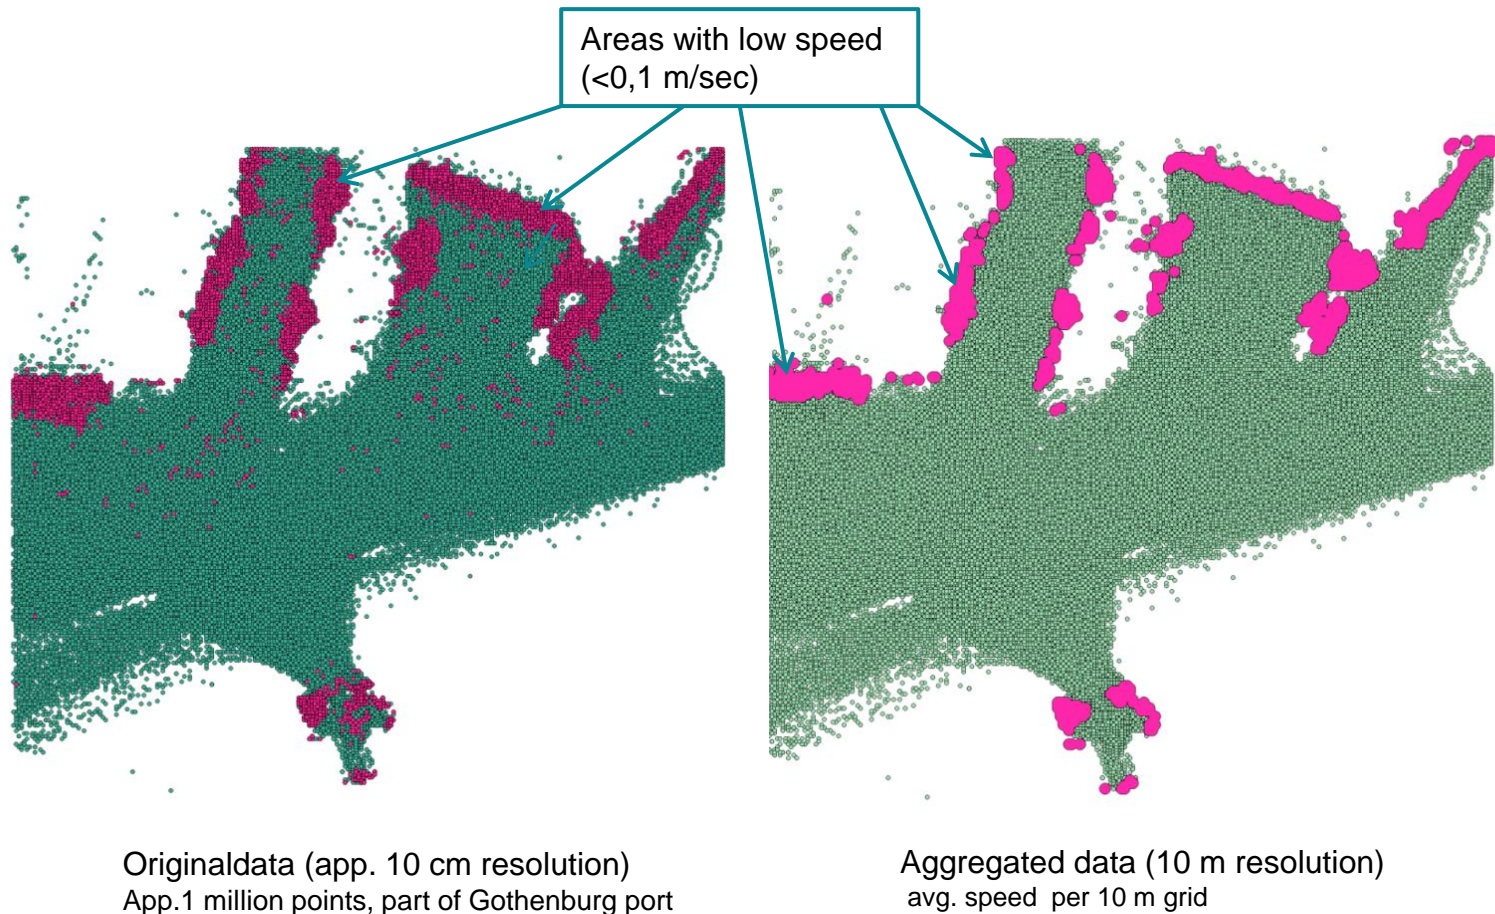 Areas with low speed
(<0,1 m/sec)
Originaldata (app. 10 cm resolution)
App.1 million points, part of Gothenburg port
Aggregated data (10 m resolution)
avg. speed per 10 m grid